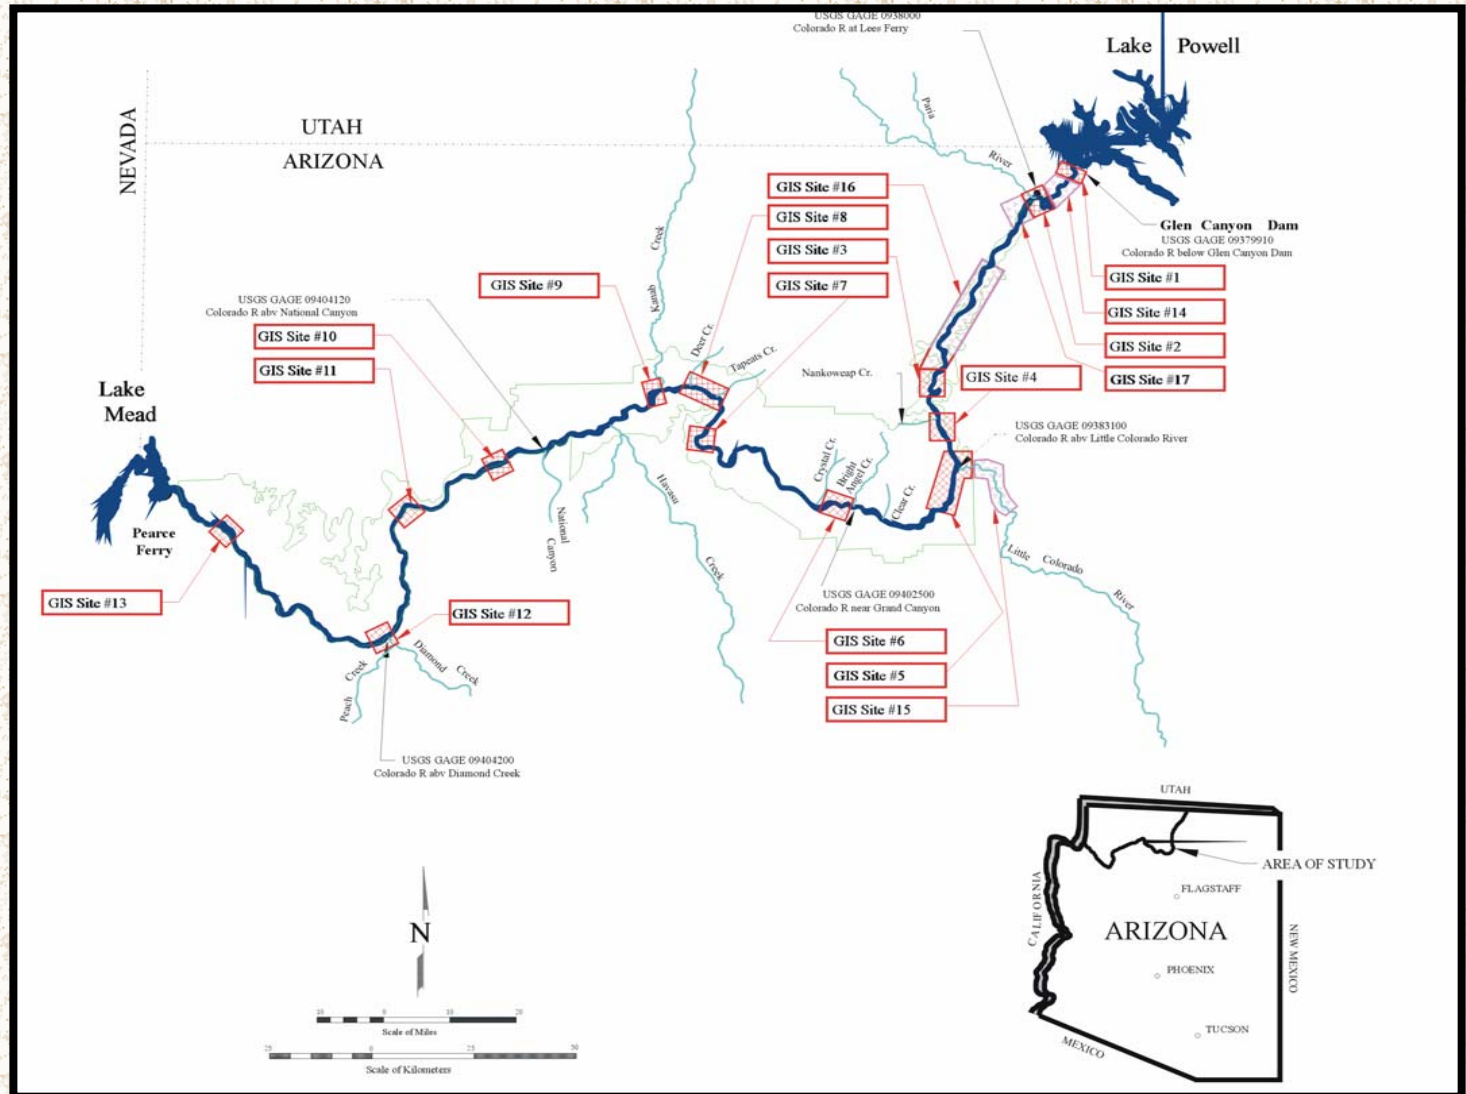 USGS GAGE 0938000
Colorado R at Lees Ferry
Lake Powell
NEVADA
UTAH
ARIZONA
Paria
River
GIS Site #16
GIS Site #8
GIS Site #3
GIS Site #7
Glen Canyon Dam
USGS GAGE 09379910
Colorado R below Glen Canyon Dam
GIS Site #1
GIS Site #14
GIS Site #2
GIS Site #17
GIS Site #9
Kanab
Creek
USGS GAGE 09404120
Colorado R abv National Canyon
GIS Site #10
GIS Site #11
Deer Cr.
Tapeats Cr.
Nankoweap Cr.
GIS Site #4
Lake
Mead
USGS GAGE 09383100
Colorado R abv Little Colorado River
Crystal Cr.
Bright
Angel Cr.
Clear Cr.
Havasu
Creek
National
Canyon
Pearce
Ferry
Little Colorado
River
GIS Site #13
GIS Site #12
USGS GAGE 09402500
Colorado R near Grand Canyon
GIS Site #6
GIS Site #5
GIS Site #15
Peach
Creek
Diamond
Creek
USGS GAGE 09404200
Colorado R abv Diamond Creek
N
10 0 10 20
Scale of Miles
25 0 25 50
Scale of Kilometers
UTAH
AREA OF STUDY
CALIFORNIA
FLAGSTAFF
ARIZONA
NEW MEXICO
PHOENIX
TUCSON
MEXICO